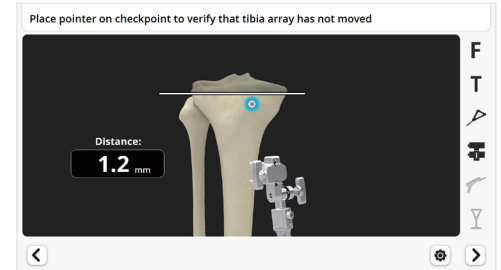 Place pointer on checkpoint to verify that tibia array has not moved
F
T
Distance:
1.2 mm